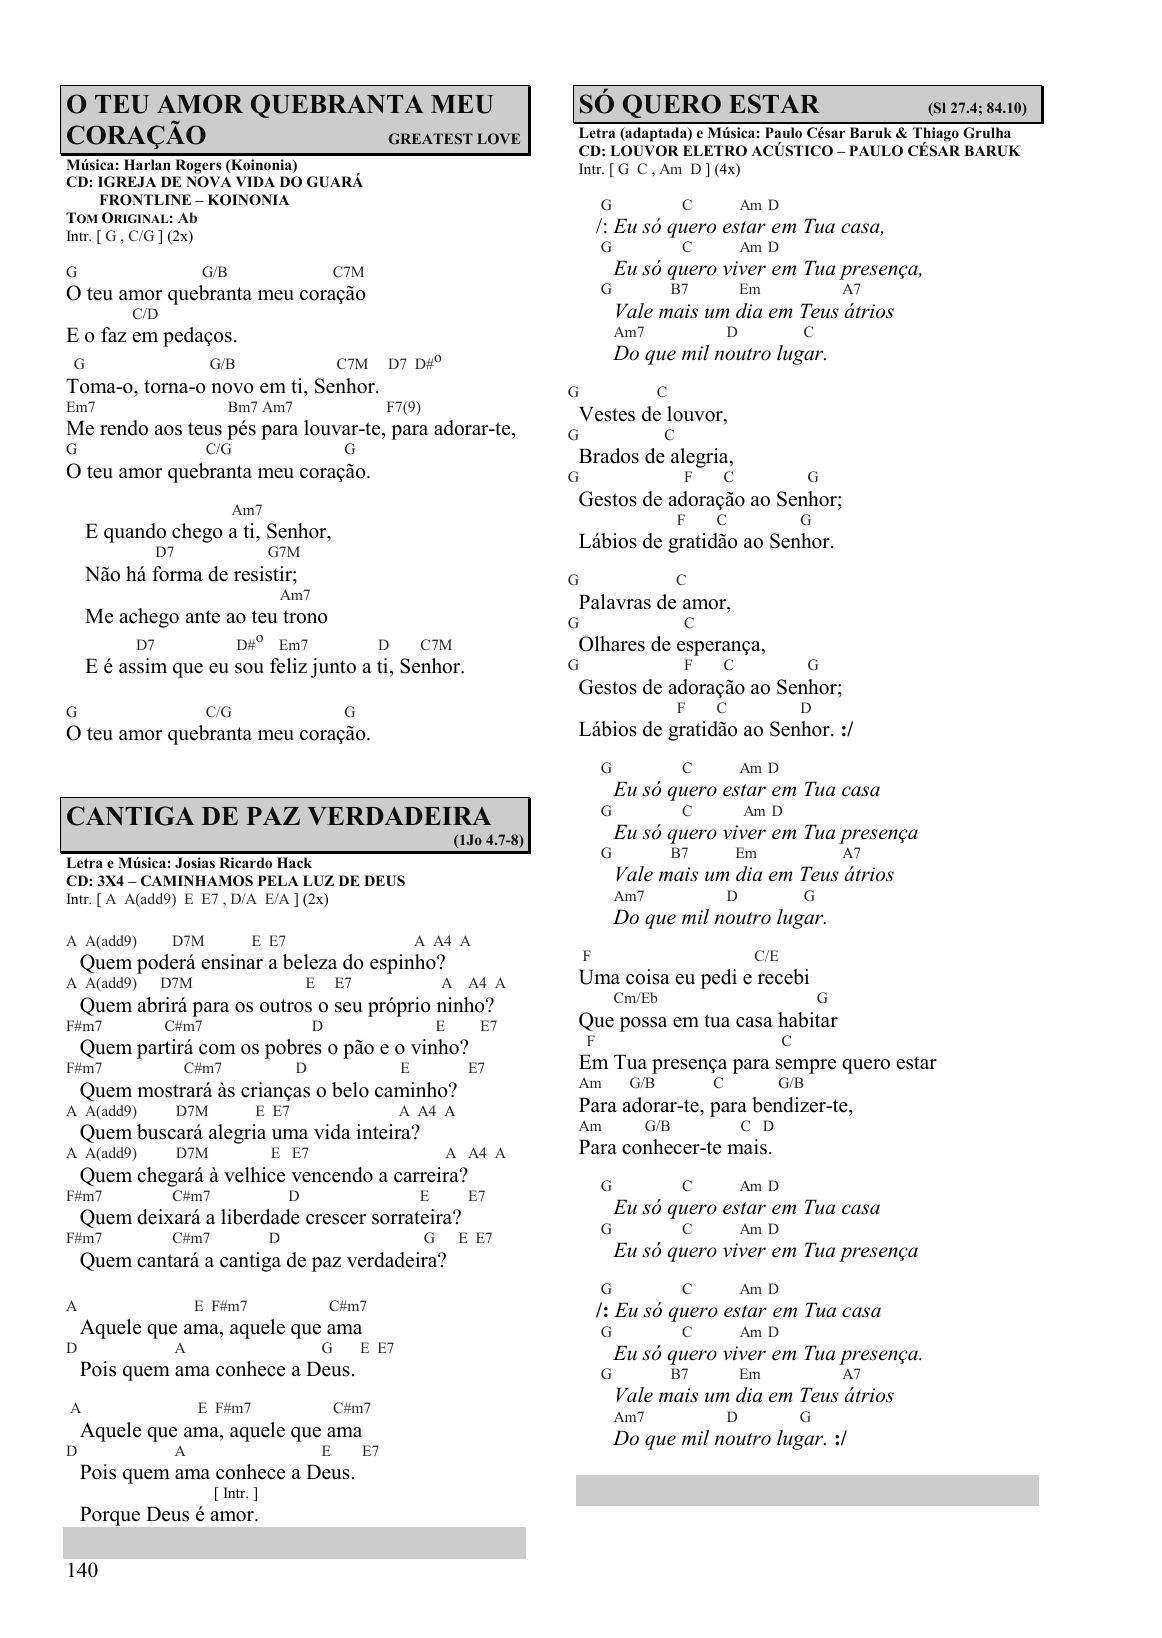 O TEU AMOR QUEBRANTA MEU
CORAÇÃO GREATEST LOVE
Música: Harlan Rogers (Koinonia)
CD: IGREJA DE NOVA VIDA DO GUARÁ
FRONTLINE – KOINONIA
TOM ORIGINAL: Ab
Intr. [ G , C/G ] (2x)
G G/B C7M
O teu amor quebranta meu coração
C/D
E o faz em pedaços.
G G/B C7M D7 D#º
Toma-o, torna-o novo em ti, Senhor.
Em7 Bm7 Am7 F7(9)
Me rendo aos teus pés para louvar-te, para adorar-te,
G C/G G
O teu amor quebranta meu coração.
Am7
E quando chego a ti, Senhor,
D7 G7M
Não há forma de resistir;
Am7
Me achego ante ao teu trono
D7 D#º Em7 D C7M
E é assim que eu sou feliz junto a ti, Senhor.
G C/G G
O teu amor quebranta meu coração.
CANTIGA DE PAZ VERDADEIRA
(1Jo 4.7-8)
Letra e Música: Josias Ricardo Hack
CD: 3X4 – CAMINHAMOS PELA LUZ DE DEUS
Intr. [ A A(add9) E E7 , D/A E/A ] (2x)
A A(add9) D7M E E7 A A4 A
Quem poderá ensinar a beleza do espinho?
A A(add9) D7M E E7 A A4 A
Quem abrirá para os outros o seu próprio ninho?
F#m7 C#m7 D E E7
Quem partirá com os pobres o pão e o vinho?
F#m7 C#m7 D E E7
Quem mostrará às crianças o belo caminho?
A A(add9) D7M E E7 A A4 A
Quem buscará alegria uma vida inteira?
A A(add9) D7M E E7 A A4 A
Quem chegará à velhice vencendo a carreira?
F#m7 C#m7 D E E7
Quem deixará a liberdade crescer sorrateira?
F#m7 C#m7 D G E E7
Quem cantará a cantiga de paz verdadeira?
A E F#m7 C#m7
Aquele que ama, aquele que ama
D A G E E7
Pois quem ama conhece a Deus.
A E F#m7 C#m7
Aquele que ama, aquele que ama
D A E E7
Pois quem ama conhece a Deus.
[ Intr. ]
Porque Deus é amor.
140
SÓ QUERO ESTAR (Sl 27.4; 84.10)
Letra (adaptada) e Música: Paulo César Baruk & Thiago Grulha
CD: LOUVOR ELETRO ACÚSTICO – PAULO CÉSAR BARUK
Intr. [ G C , Am D ] (4x)
G C Am D
/: Eu só quero estar em Tua casa,
G C Am D
Eu só quero viver em Tua presença,
G B7 Em A7
Vale mais um dia em Teus átrios
Am7 D C
Do que mil noutro lugar.
G C
Vestes de louvor,
G C
Brados de alegria,
G F C G
Gestos de adoração ao Senhor;
F C G
Lábios de gratidão ao Senhor.
G C
Palavras de amor,
G C
Olhares de esperança,
G F C G
Gestos de adoração ao Senhor;
F C D
Lábios de gratidão ao Senhor. :/
G C Am D
Eu só quero estar em Tua casa
G C Am D
Eu só quero viver em Tua presença
G B7 Em A7
Vale mais um dia em Teus átrios
Am7 D G
Do que mil noutro lugar.
F C/E
Uma coisa eu pedi e recebi
Cm/Eb G
Que possa em tua casa habitar
F C
Em Tua presença para sempre quero estar
Am G/B C G/B
Para adorar-te, para bendizer-te,
Am G/B C D
Para conhecer-te mais.
G C Am D
Eu só quero estar em Tua casa
G C Am D
Eu só quero viver em Tua presença
G C Am D
/: Eu só quero estar em Tua casa
G C Am D
Eu só quero viver em Tua presença.
G B7 Em A7
Vale mais um dia em Teus átrios
Am7 D G
Do que mil noutro lugar. :/